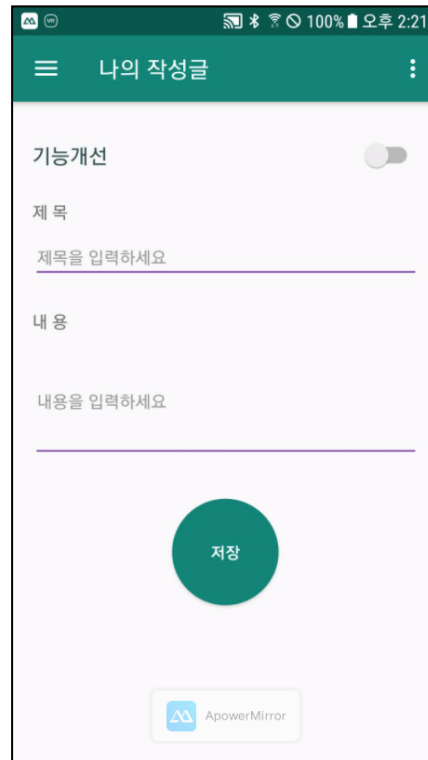 100% 오후 2:21
나의 작성글
기능개선
제 목
제목을 입력하세요
내 용
내용을 입력하세요
저장
ApowerMirror